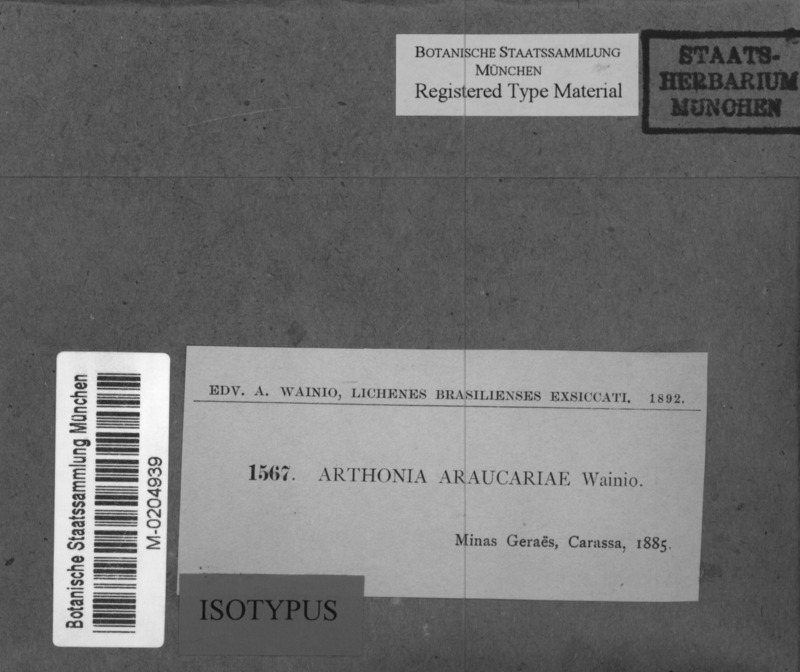 BOTANISCHE STAATSSAMMLUNG
MÜNCHEN
Registered Type Material
STAATS-
HERBARIUM
MÜNCHEN
EDV. A. WAINIO, LICHENES BRASILIENSES EXSICCATI. 1892.
1567. ARTHONIA ARAUCARIAE Wainio.
Minas Geraës, Carassa, 1885.
ISOTYPUS
Botanische Staatssammlung München
M-0204939